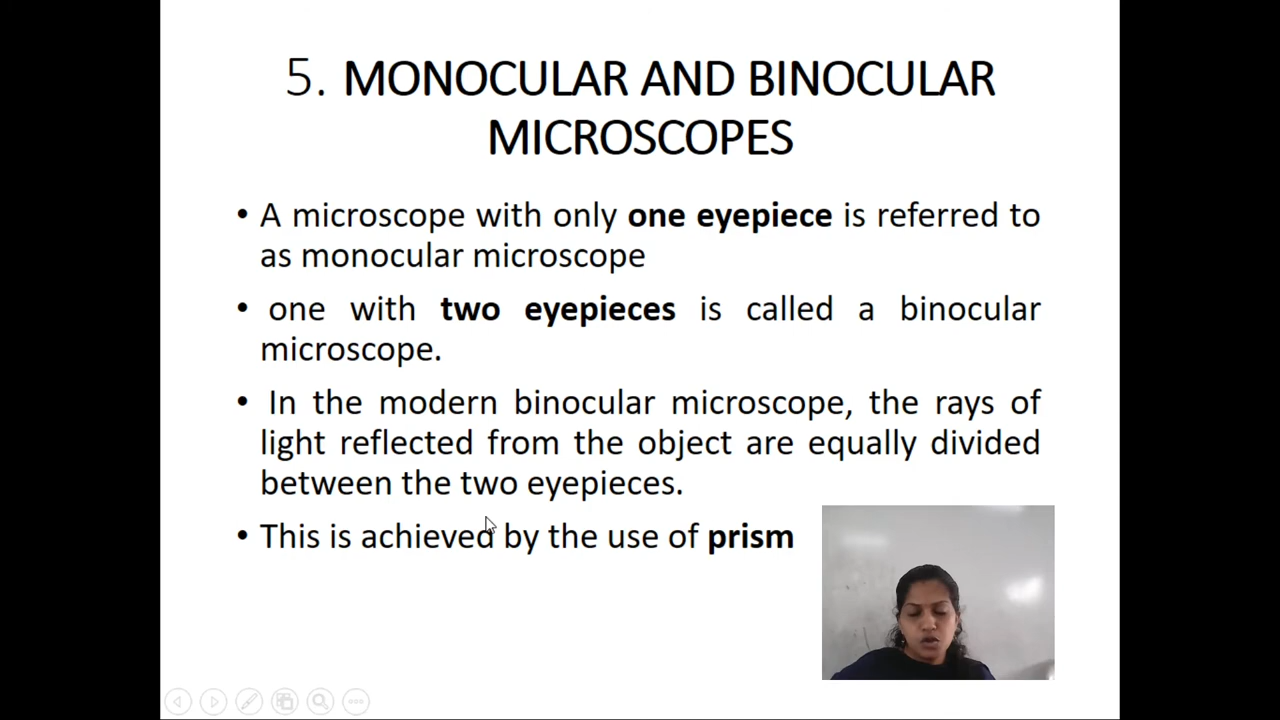 5. MONOCULAR AND BINOCULAR
MICROSCOPES
• A microscope with only one eyepiece is referred to
as monocular microscope
• one with two eyepieces is called a binocular
microscope.
• In the modern binocular microscope, the rays of
light reflected from the object are equally divided
between the two eyepieces.
• This is achieved by the use of prism